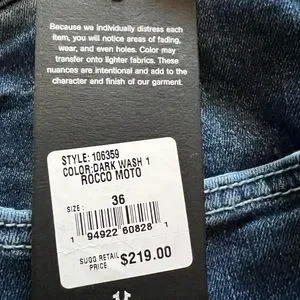 Because we individually distress each
item, you will notice areas of fading,
wear, and even holes. Color may
transfer onto lighter fabrics. These
nuances are intentional and add to the
character and finish of our garment.
STYLE: 106359
COLOR:DARK WASH 1
ROCCO MOTO
SIZE: 36
1 94922 60828 1
SUGG.RETAIL
PRICE $219.00